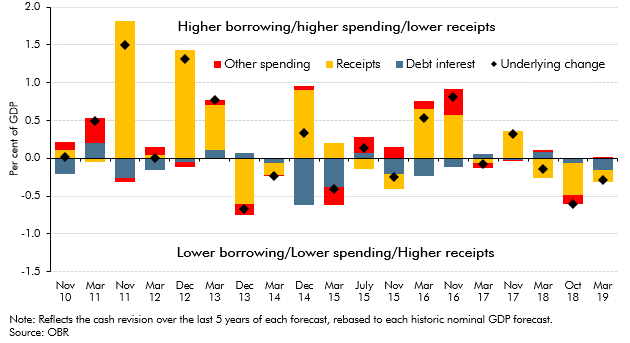 2.0
Higher borrowing/higher spending/lower receipts
1.5
Other spending Receipts Debt interest Underlying change
1.0
0.5
0.0
-0.5
-1.0
-1.5
Per cent of GDP
Lower borrowing/Lower spending/Higher receipts
Nov Mar Nov Mar Dec Mar Dec Mar Dec Mar July Nov Mar Nov Mar Nov Mar Oct Mar
10 11 11 12 12 13 13 14 14 15 15 15 16 16 17 17 18 18 19
Note: Reflects the cash revision over the last 5 years of each forecast, rebased to each historic nominal GDP forecast.
Source: OBR